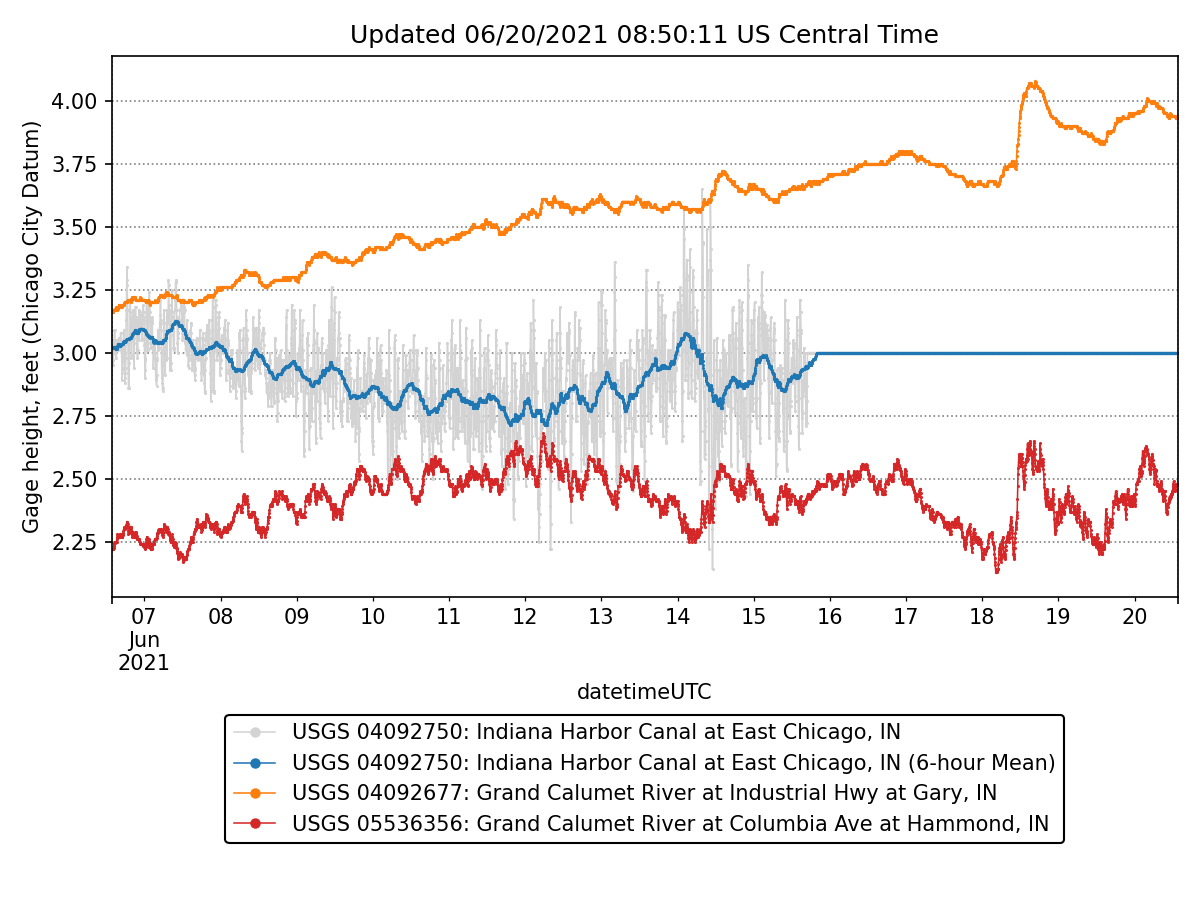 Updated 06/20/2021 08:50:11 US Central Time
Gage height, feet (Chicago City Datum)
4.00
3.75
3.50
3.25
3.00
2.75
2.50
2.25
07 08 09 10 11 12 13 14 15 16 17 18 19 20
Jun
2021
datetimeUTC
USGS 04092750: Indiana Harbor Canal at East Chicago, IN
USGS 04092750: Indiana Harbor Canal at East Chicago, IN (6-hour Mean)
USGS 04092677: Grand Calumet River at Industrial Hwy at Gary, IN
USGS 05536356: Grand Calumet River at Columbia Ave at Hammond, IN